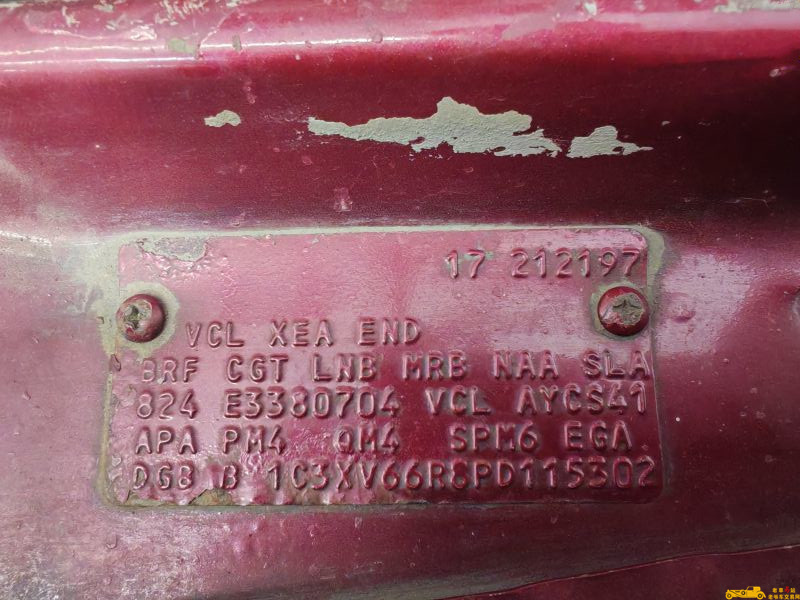 17 212197
VCL XEA END
BRF CGT LNB MRB NAA SLA
824 E3380704 VCL AYCS41
APA PM4 QM4 SPM6 EGA
DGB B 1C3XV66R8PD115302